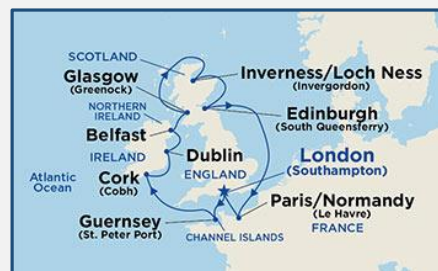 SCOTLAND
Glasgow
(Greenock)
Inverness/Loch Ness
(Invergordon)
NORTHERN
IRELAND
Edinburgh
(South Queensferry)
Belfast
IRELAND
Dublin
ENGLAND
London
(Southampton)
Atlantic
Ocean
Cork
(Cobh)
Paris/Normandy
(Le Havre)
Guernsey
(St. Peter Port)
CHANNEL ISLANDS
FRANCE